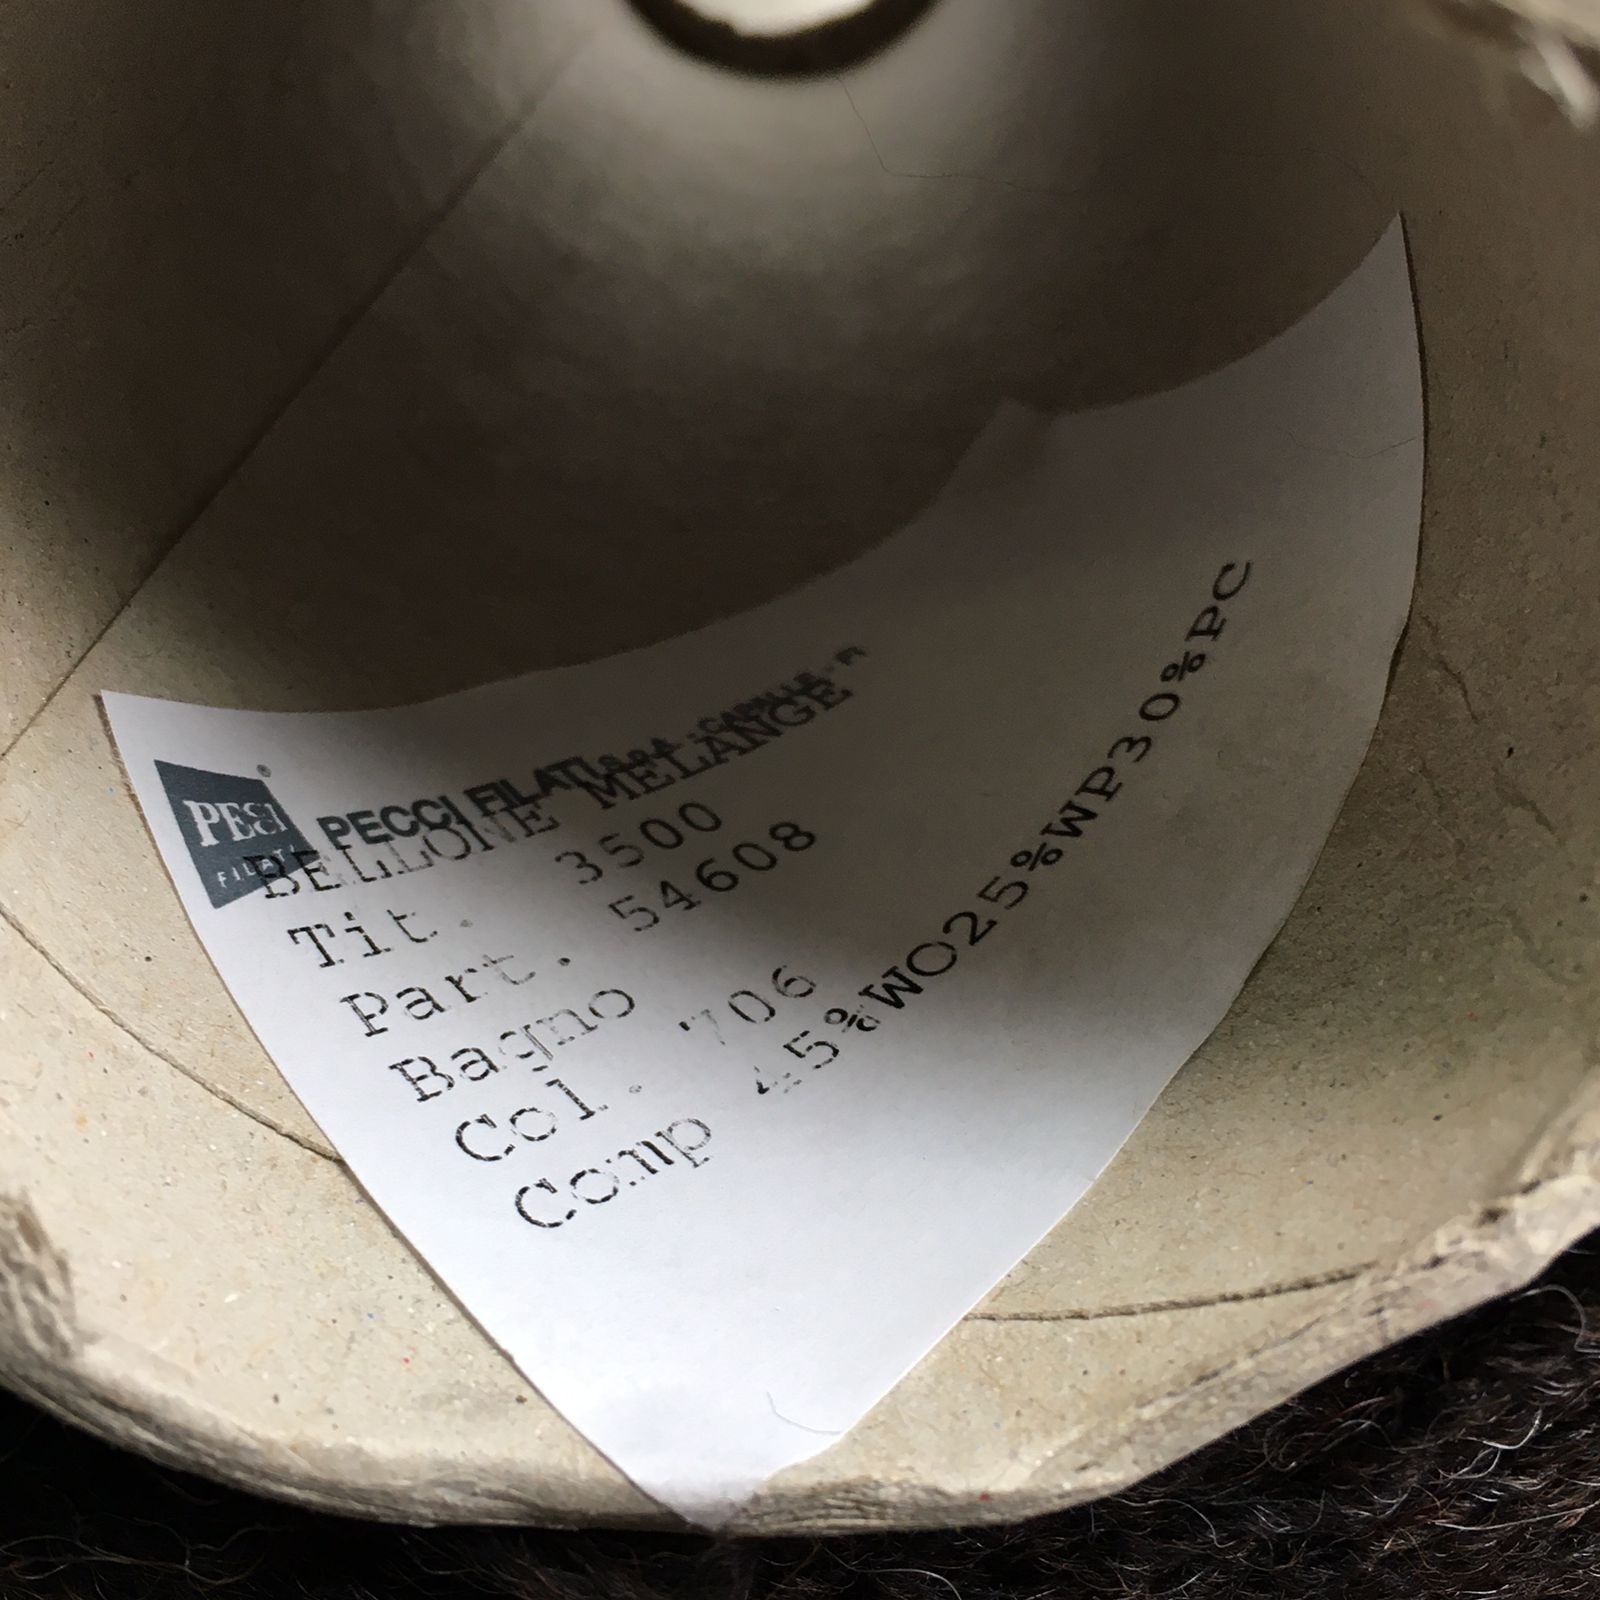 PECCI
FILATI
®
PECCI FILATI S.p.A.
BELLONE MELANGE
Tit. 3500
Part. 54608
Bagno
Col. 706
Comp 45%WO25%WP30%PC